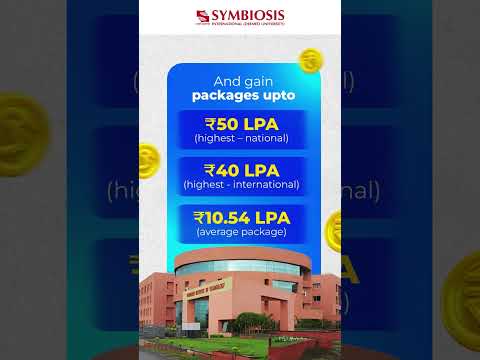 SYMBIOSIS
INTERNATIONAL (DEEMED UNIVERSITY)
And gain
packages upto
₹50 LPA
(highest – national)
₹40 LPA
(highest - international)
₹10.54 LPA
(average package)